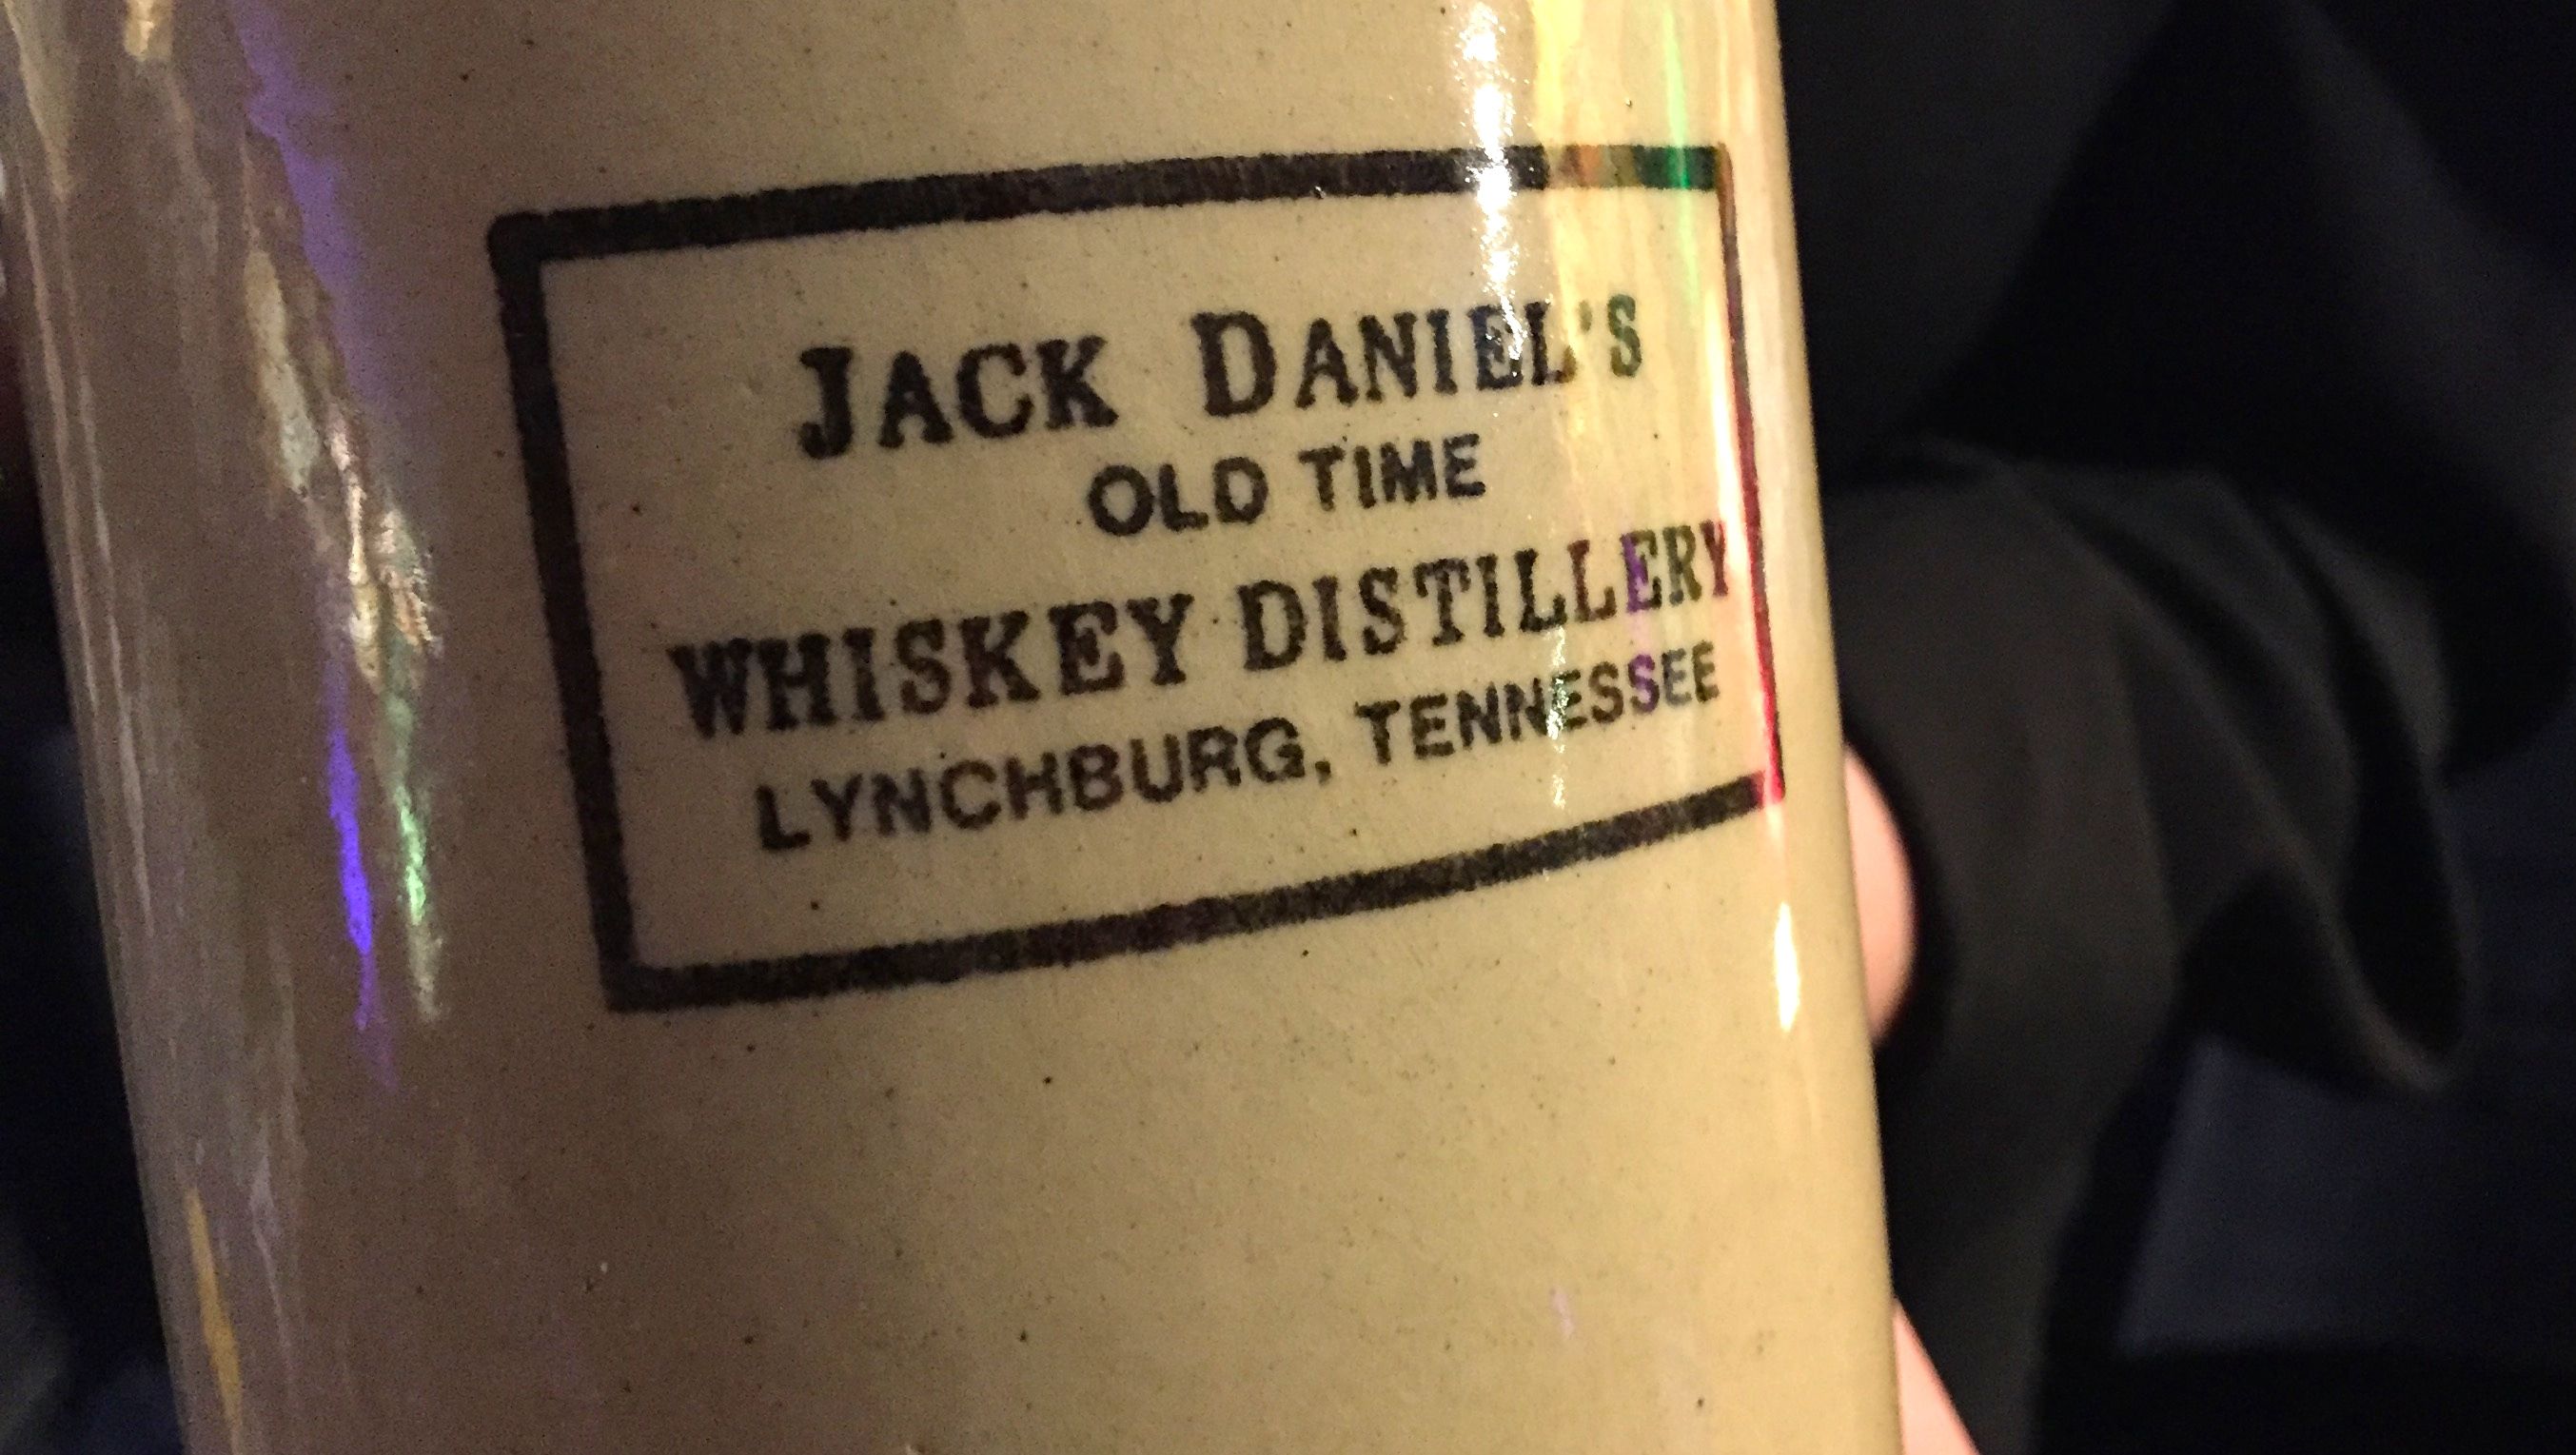 JACK DANIEL'S
OLD TIME
WHISKEY DISTILLERY
LYNCHBURG, TENNESSEE